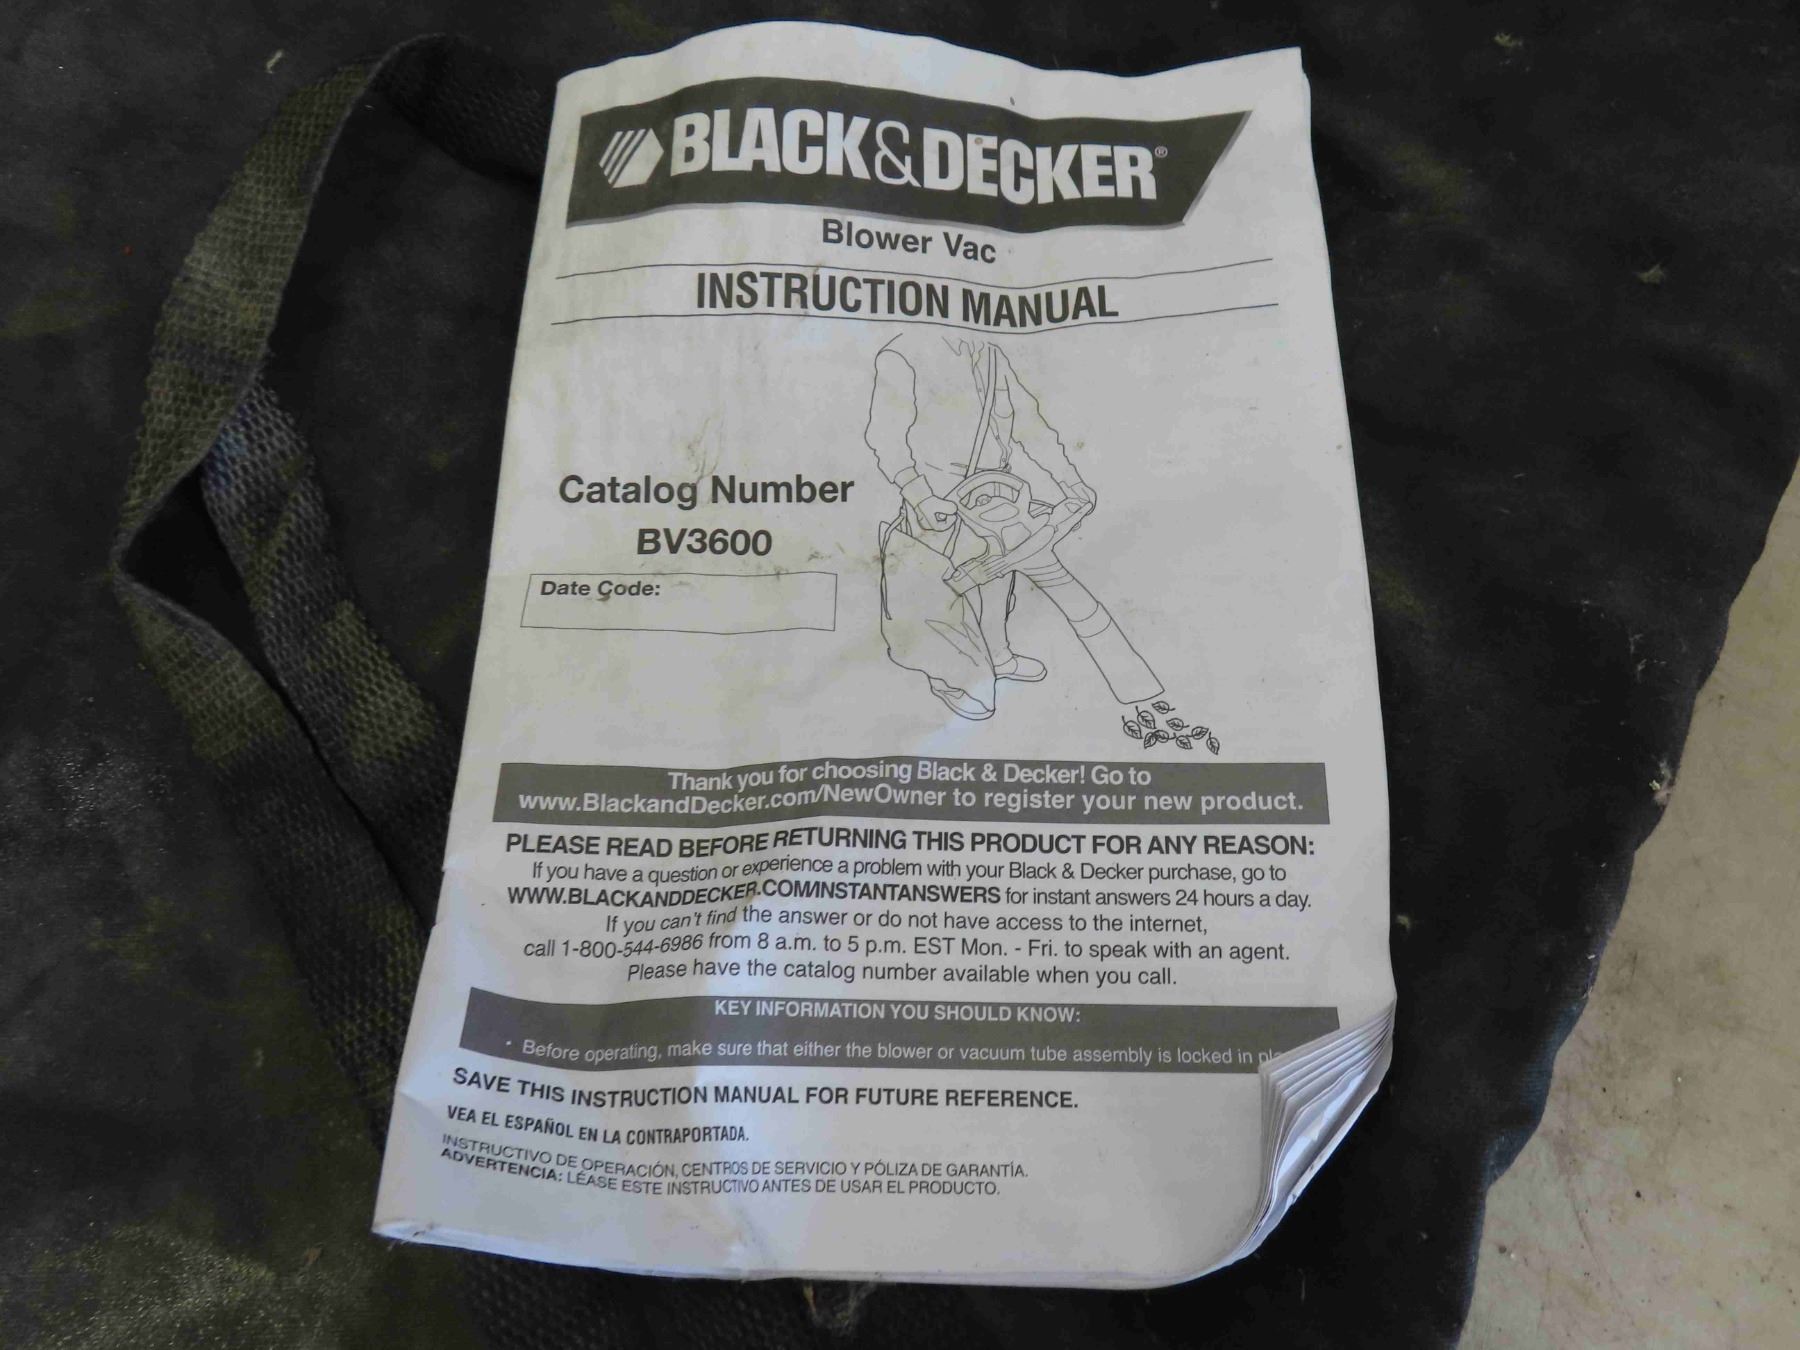 BLACK&DECKER®
Blower Vac
INSTRUCTION MANUAL
Catalog Number
BV3600
Date Code:
Thank you for choosing Black & Decker! Go to
www.BlackandDecker.com/NewOwner to register your new product.
PLEASE READ BEFORE RETURNING THIS PRODUCT FOR ANY REASON:
If you have a question or experience a problem with your Black & Decker purchase, go to
WWW.BLACKANDDECKER.COM/INSTANTANSWERS for instant answers 24 hours a day.
If you can't find the answer or do not have access to the internet,
call 1-800-544-6986 from 8 a.m. to 5 p.m. EST Mon. - Fri. to speak with an agent.
Please have the catalog number available when you call.
KEY INFORMATION YOU SHOULD KNOW:
• Before operating, make sure that either the blower or vacuum tube assembly is locked in
SAVE THIS INSTRUCTION MANUAL FOR FUTURE REFERENCE.
VEA EL ESPAÑOL EN LA CONTRAPORTADA.
INSTRUCTIVO DE OPERACIÓN, CENTROS DE SERVICIO Y PÓLIZA DE GARANTÍA.
ADVERTENCIA: LÉASE ESTE INSTRUCTIVO ANTES DE USAR EL PRODUCTO.